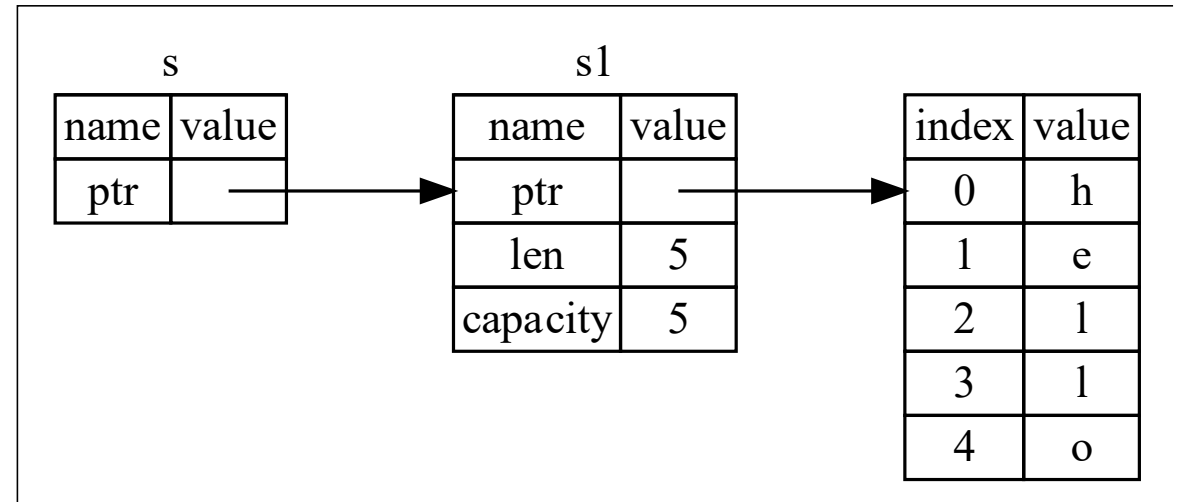 s
name value
ptr
s1
name value
ptr
len 5
capacity 5
index value
0 h
1 e
2 l
3 l
4 o